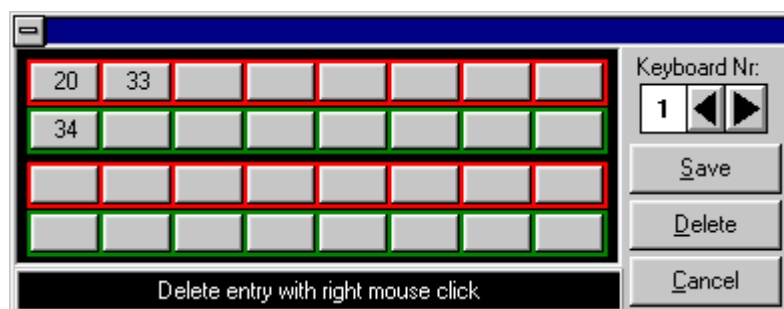 20 33
34
Keyboard Nr:
1
Save
Delete
Cancel
Delete entry with right mouse click